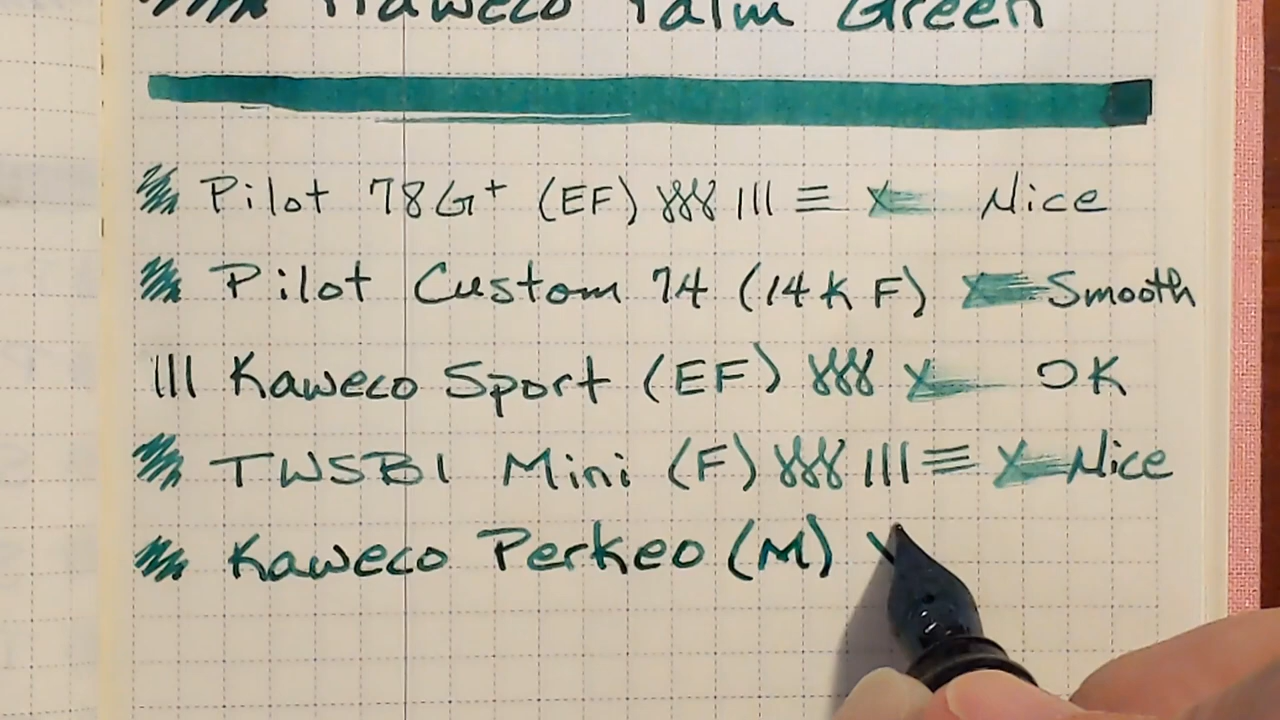 Kaweco Palm Green
Pilot 78G+ (EF) Nice
Pilot Custom 74 (14K F) Smooth
Kaweco Sport (EF) OK
TWSBI Mini (F) Nice
Kaweco Perkeo (M)